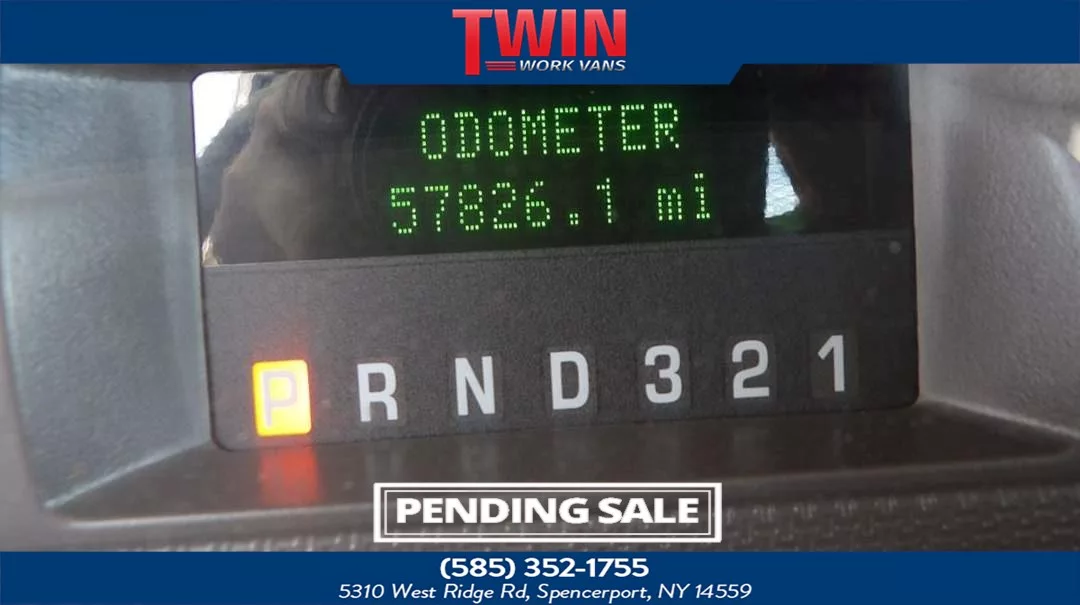 TWIN
WORK VANS
ODOMETER
57826.1 mi
P R N D 3 2 1
PENDING SALE
(585) 352-1755
5310 West Ridge Rd, Spencerport, NY 14559